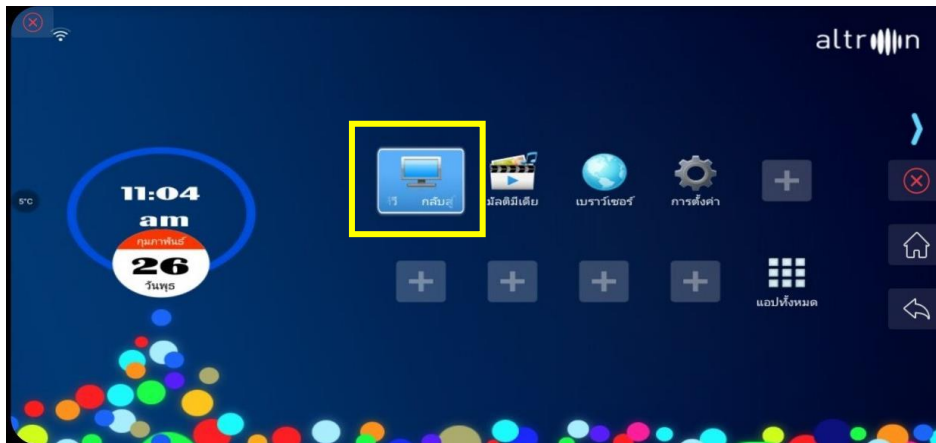 altron
5°C
11:04
am
กุมภาพันธ์
26
วันพุธ
ทีวี กลับสู่
มัลติมีเดีย
เบราว์เซอร์
การตั้งค่า
แอปทั้งหมด